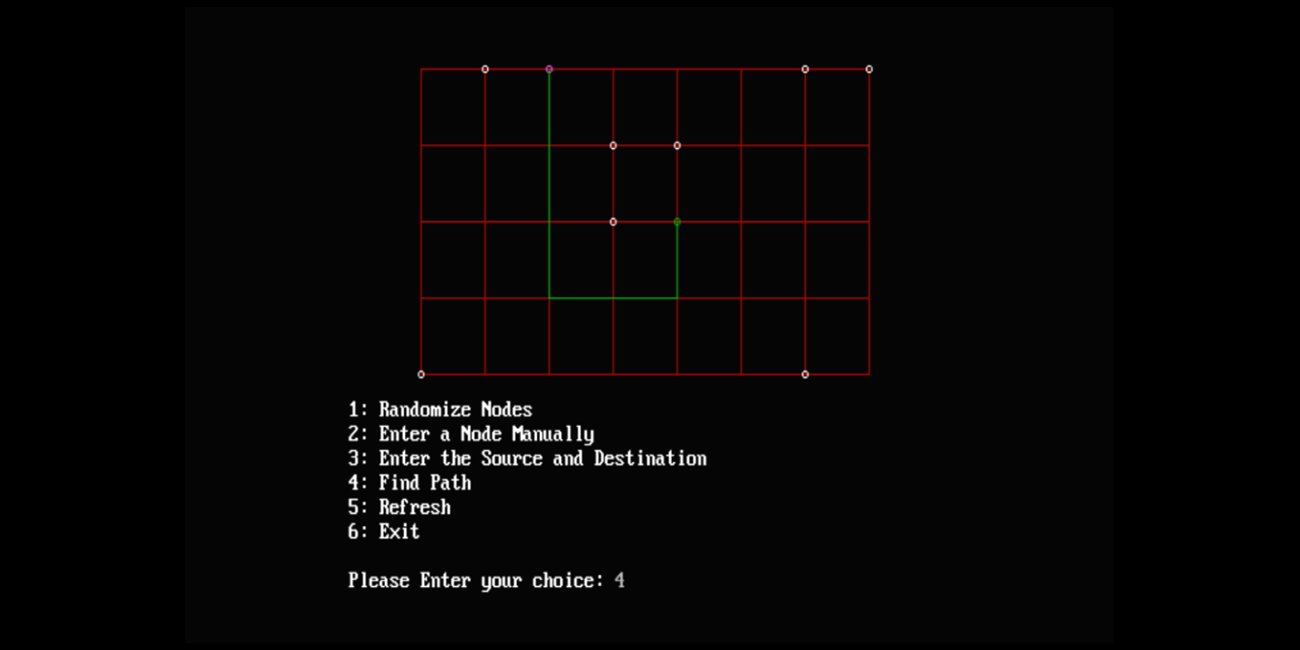 1: Randomize Nodes
2: Enter a Node Manually
3: Enter the Source and Destination
4: Find Path
5: Refresh
6: Exit
Please Enter your choice: 4